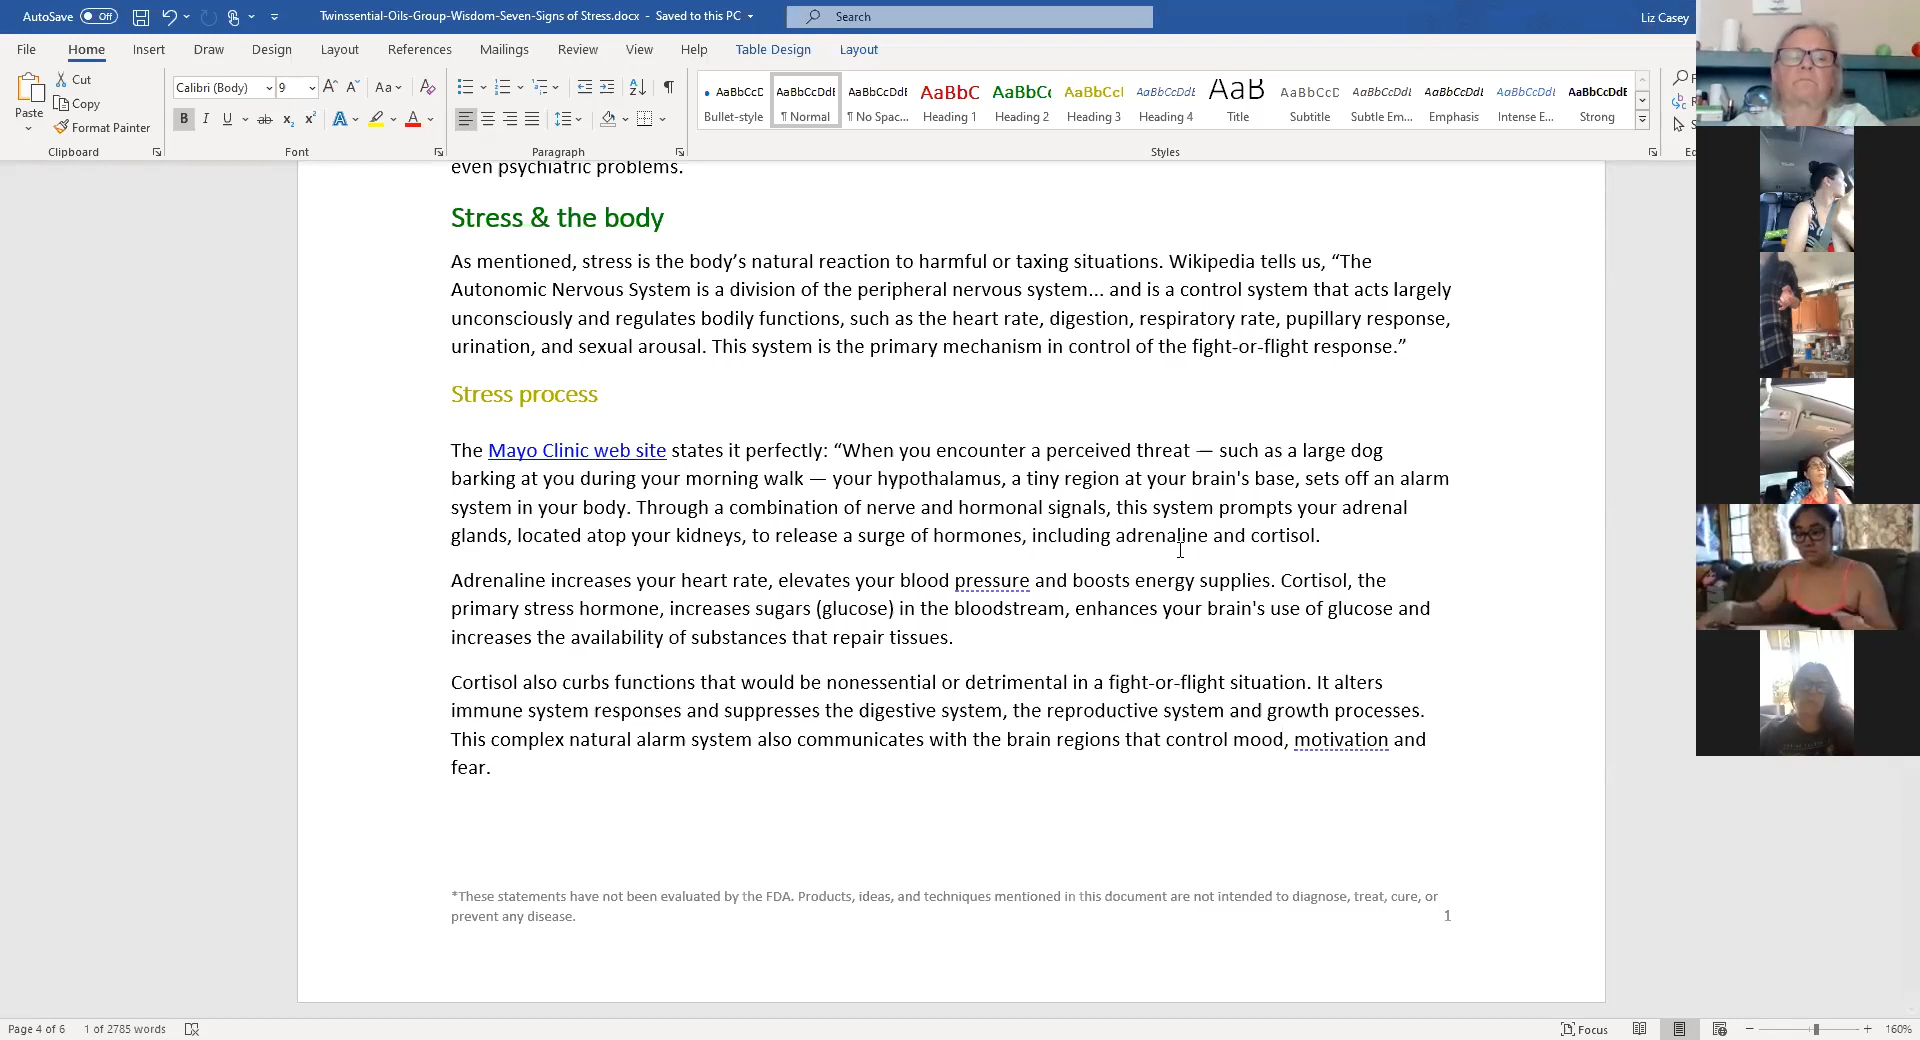 AutoSave Off Twinssential-Oils-Group-Wisdom-Seven-Signs of Stress.docx - Saved to this PC Search Liz Casey
File Home Insert Draw Design Layout References Mailings Review View Help Table Design Layout
Paste Cut
Copy
Format Painter
Calibri (Body) 9 Aa
B I U ab x₂ x² A A
AaBbCcD AaBbCcDdE AaBbCcDdE AaBbC AaBbC AaBbCcI AaBbCcDdE AaB AaBbCcD AaBbCcDdE AaBbCcDdE AaBbCcDdE AaBbCcDdE
Bullet-style ¶ Normal ¶ No Spac... Heading 1 Heading 2 Heading 3 Heading 4 Title Subtitle Subtle Em... Emphasis Intense E... Strong
Clipboard Font Paragraph Styles
even psychiatric problems.
Stress & the body
As mentioned, stress is the body’s natural reaction to harmful or taxing situations. Wikipedia tells us, “The
Autonomic Nervous System is a division of the peripheral nervous system... and is a control system that acts largely
unconsciously and regulates bodily functions, such as the heart rate, digestion, respiratory rate, pupillary response,
urination, and sexual arousal. This system is the primary mechanism in control of the fight-or-flight response.”
Stress process
The Mayo Clinic web site states it perfectly: “When you encounter a perceived threat — such as a large dog
barking at you during your morning walk — your hypothalamus, a tiny region at your brain's base, sets off an alarm
system in your body. Through a combination of nerve and hormonal signals, this system prompts your adrenal
glands, located atop your kidneys, to release a surge of hormones, including adrenaline and cortisol.
Adrenaline increases your heart rate, elevates your blood pressure and boosts energy supplies. Cortisol, the
primary stress hormone, increases sugars (glucose) in the bloodstream, enhances your brain's use of glucose and
increases the availability of substances that repair tissues.
Cortisol also curbs functions that would be nonessential or detrimental in a fight-or-flight situation. It alters
immune system responses and suppresses the digestive system, the reproductive system and growth processes.
This complex natural alarm system also communicates with the brain regions that control mood, motivation and
fear.
*These statements have not been evaluated by the FDA. Products, ideas, and techniques mentioned in this document are not intended to diagnose, treat, cure, or
prevent any disease. 1
Page 4 of 6 1 of 2785 words Focus 160%